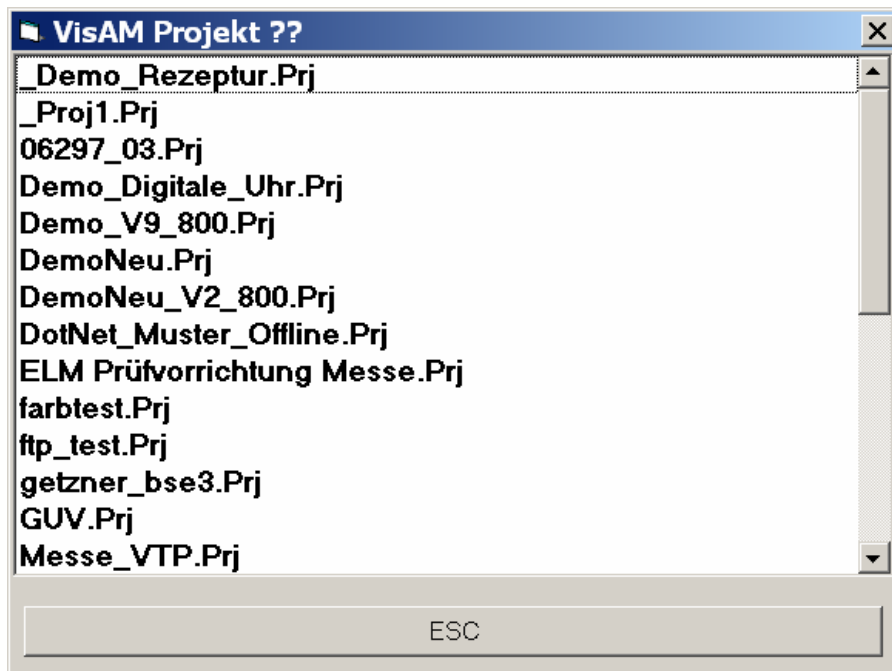 VisAM Projekt ??
_Demo_Rezeptur.Prj
_Proj1.Prj
06297_03.Prj
Demo_Digitale_Uhr.Prj
Demo_V9_800.Prj
DemoNeu.Prj
DemoNeu_V2_800.Prj
DotNet_Muster_Offline.Prj
ELM Prüfvorrichtung Messe.Prj
farbtest.Prj
ftp_test.Prj
getzner_bse3.Prj
GUV.Prj
Messe_VTP.Prj
ESC